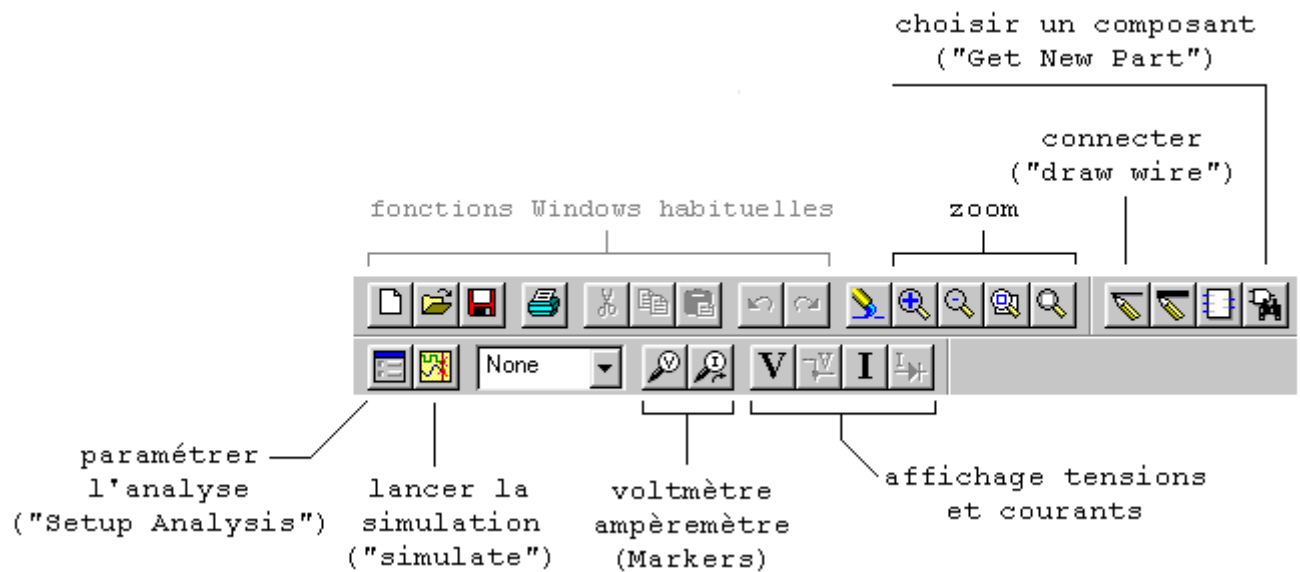 choisir un composant
("Get New Part")
connecter
("draw wire")
fonctions Windows habituelles
zoom
None
V
I
V
V
I
I
paramétrer
l'analyse
("Setup Analysis")
lancer la
simulation
("simulate")
voltmètre
ampèremètre
(Markers)
affichage tensions
et courants